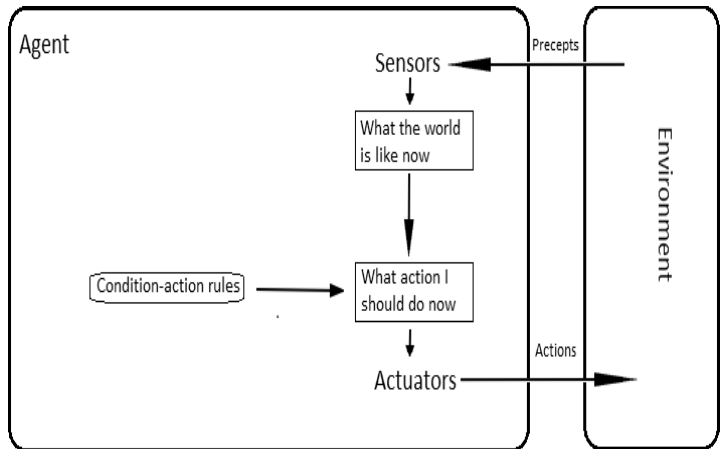 Agent
Sensors
Precepts
What the world
is like now
Environment
Condition-action rules
What action I
should do now
Actions
Actuators